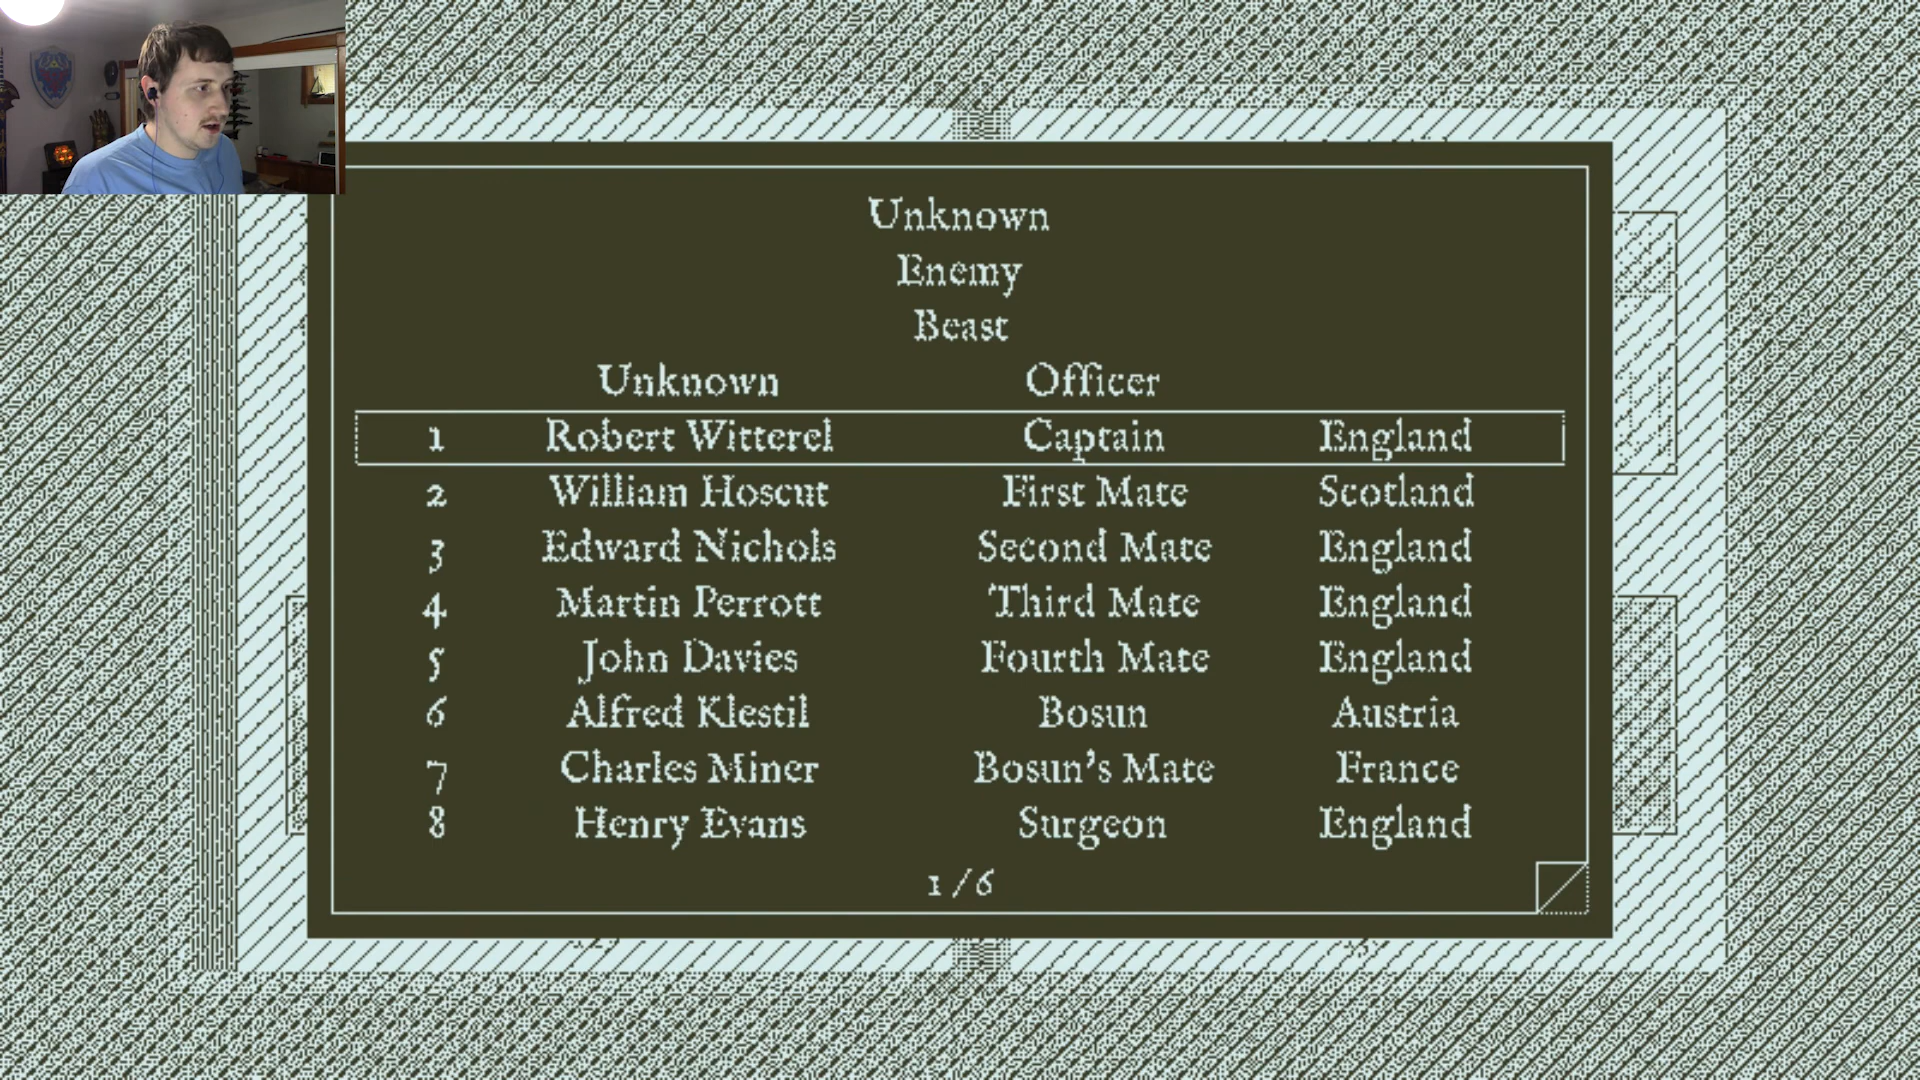 Unknown
Enemy
Beast
Unknown Officer
1 Robert Witterel Captain England
2 William Hoscut First Mate Scotland
3 Edward Nichols Second Mate England
4 Martin Perrott Third Mate England
5 John Davies Fourth Mate England
6 Alfred Klestil Bosun Austria
7 Charles Miner Bosun's Mate France
8 Henry Evans Surgeon England
1 / 6